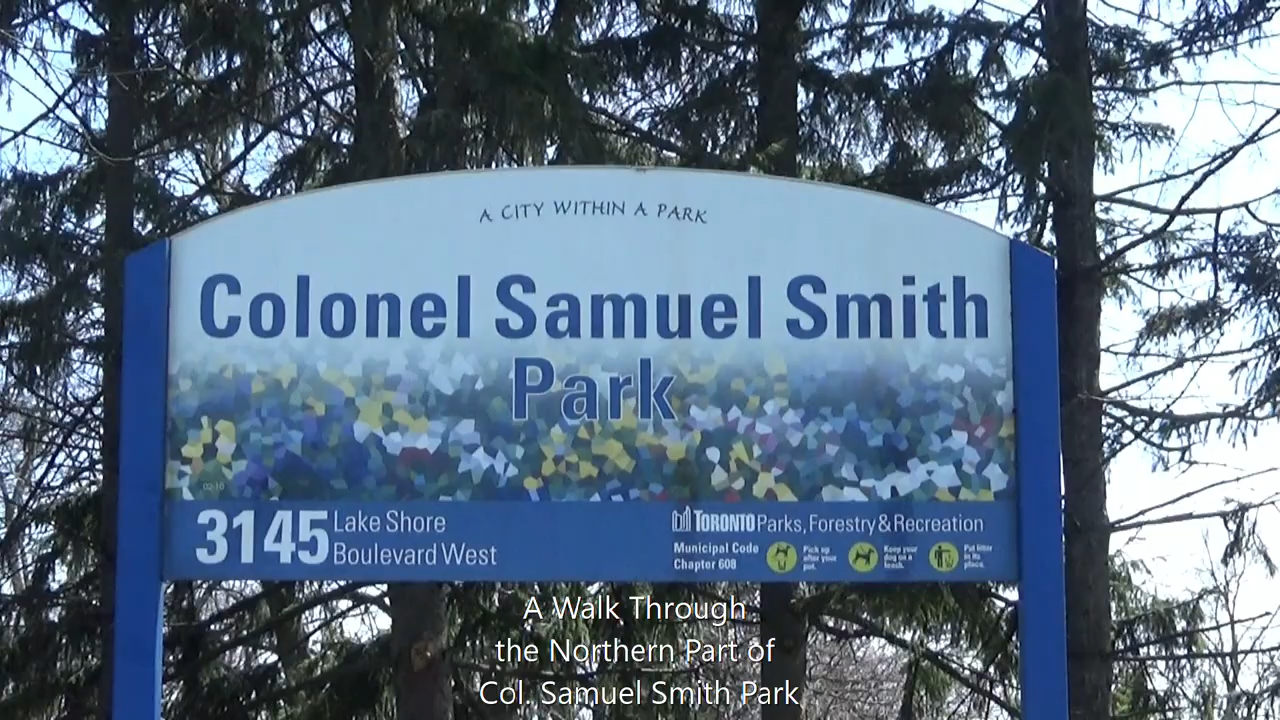 A CITY WITHIN A PARK
Colonel Samuel Smith
Park
02-10
3145 Lake Shore
Boulevard West
TORONTO Parks, Forestry & Recreation
Municipal Code
Chapter 608
Pick up
after your
pet.
Keep your
dog on a
leash.
Put litter
in its
place.
A Walk Through
the Northern Part of
Col. Samuel Smith Park